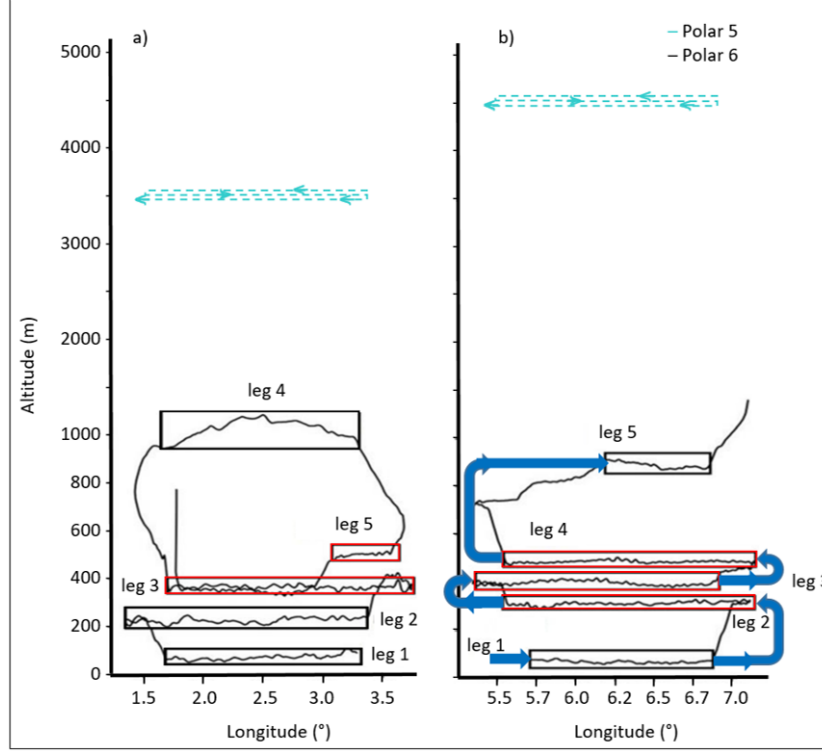 a)
b)
Polar 5
Polar 6
5000
4000
3000
2000
1000
800
600
400
200
0
Altitude (m)
leg 4
leg 5
leg 3
leg 2
leg 1
1.5 2.0 2.5 3.0 3.5
Longitude (°)
leg 5
leg 4
leg 3
leg 2
leg 1
5.5 5.7 6.0 6.2 6.5 6.7 7.0
Longitude (°)